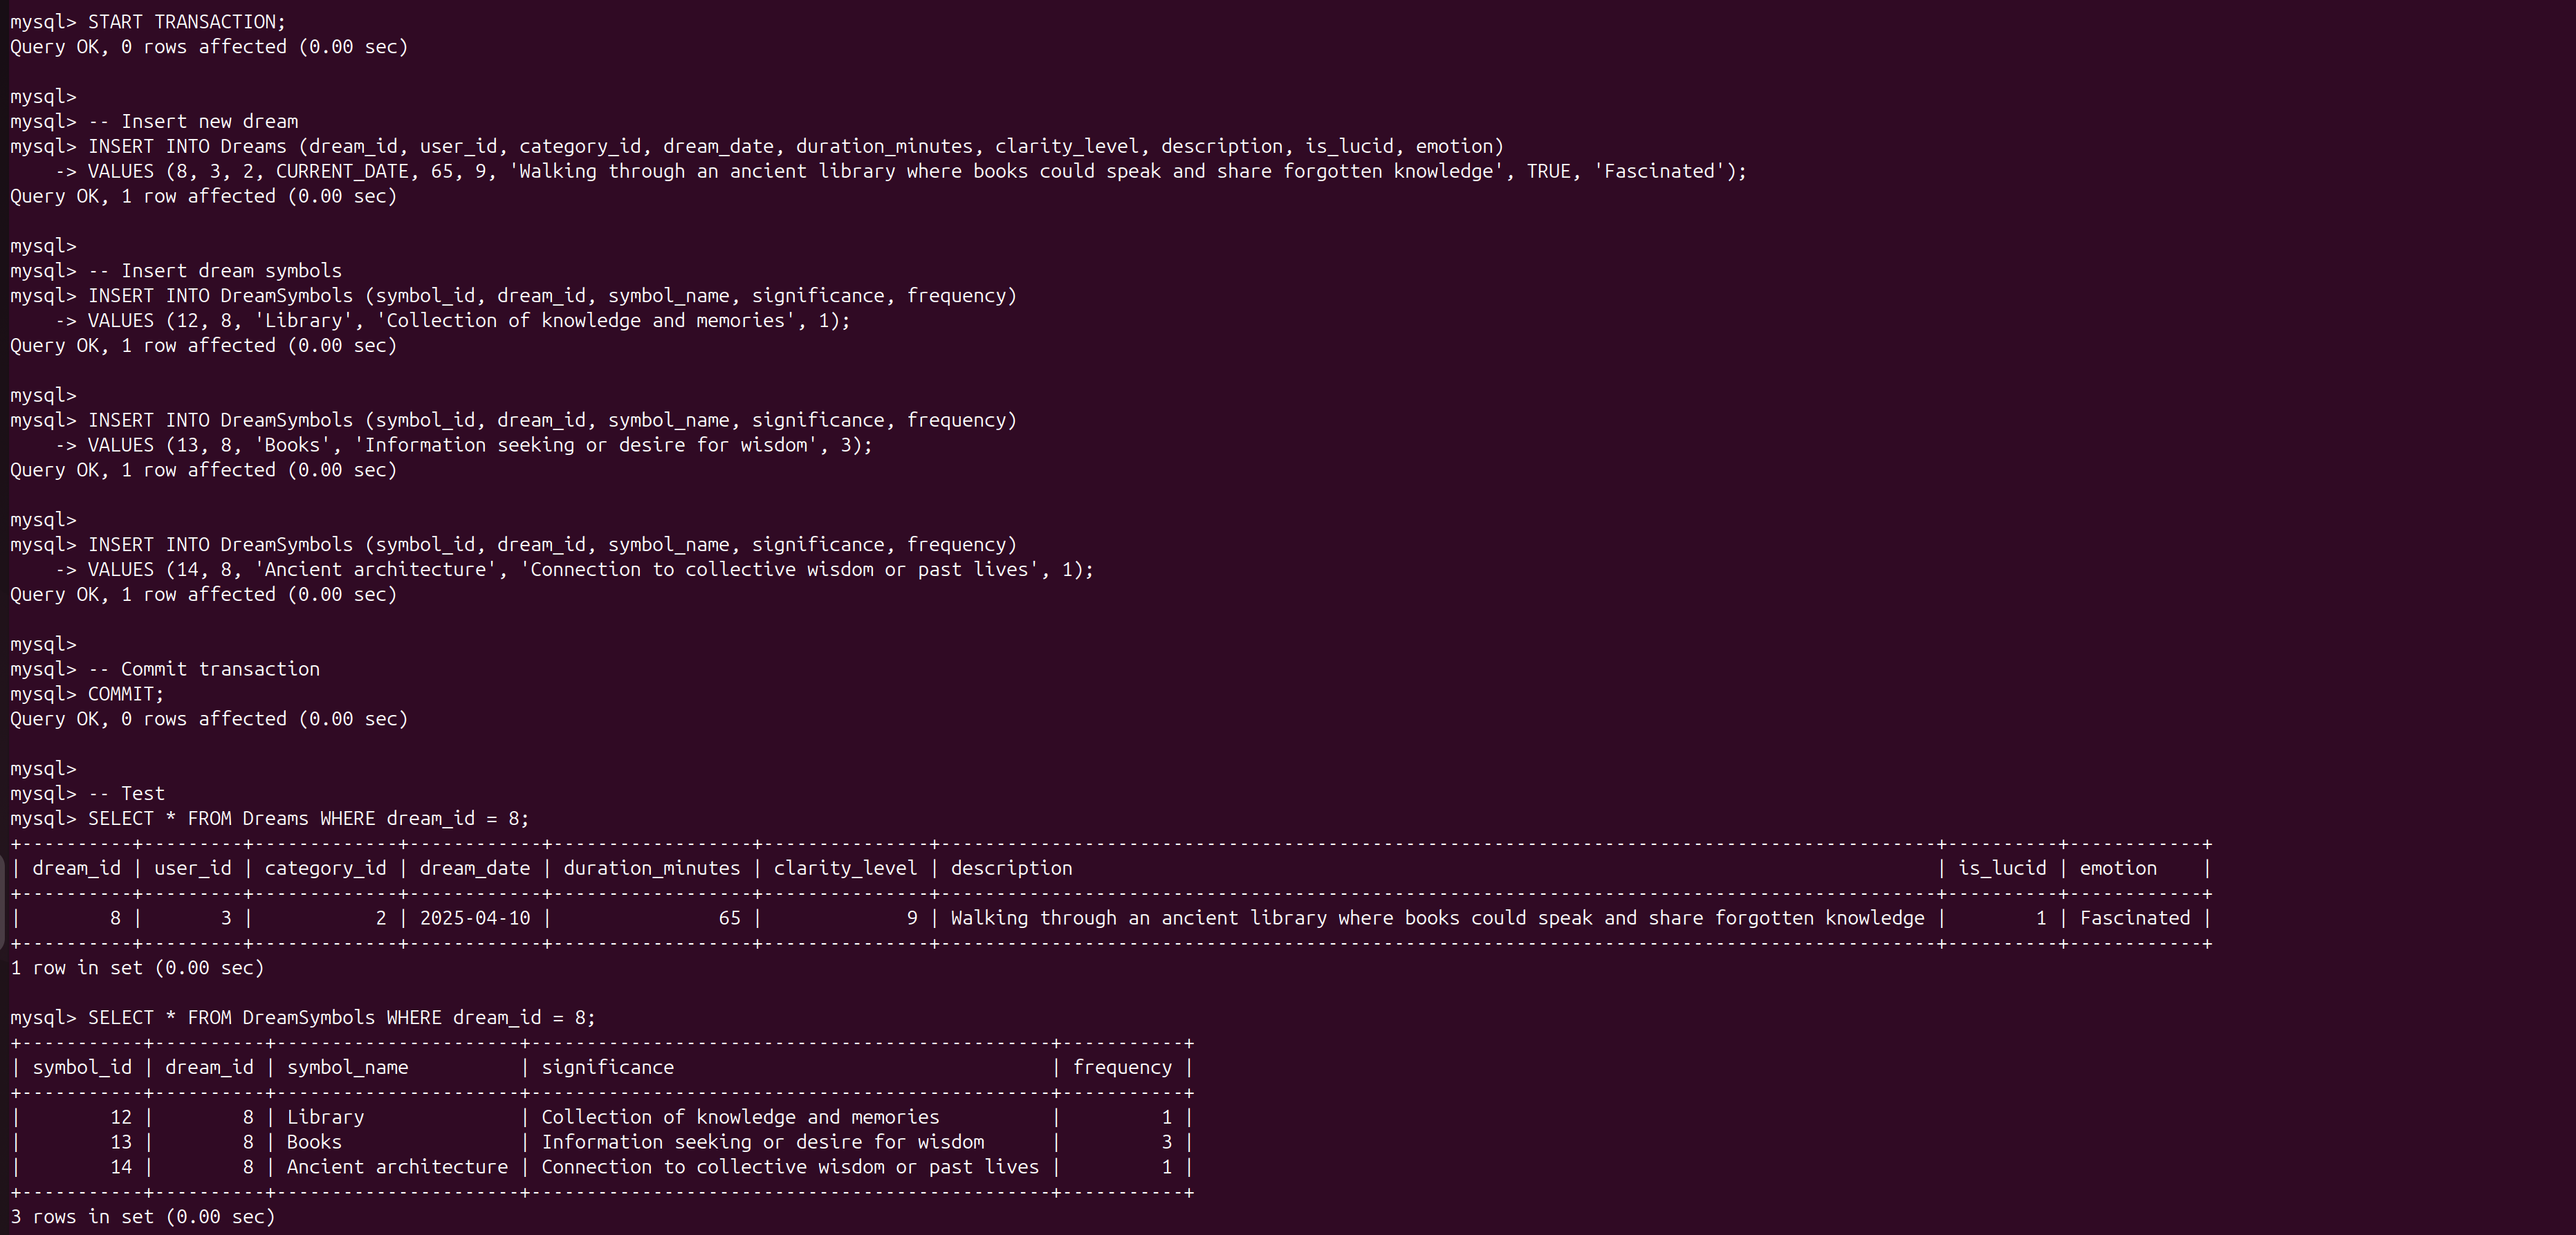 mysql> START TRANSACTION;
Query OK, 0 rows affected (0.00 sec)

mysql>
mysql> -- Insert new dream
mysql> INSERT INTO Dreams (dream_id, user_id, category_id, dream_date, duration_minutes, clarity_level, description, is_lucid, emotion)
    -> VALUES (8, 3, 2, CURRENT_DATE, 65, 9, 'Walking through an ancient library where books could speak and share forgotten knowledge', TRUE, 'Fascinated');
Query OK, 1 row affected (0.00 sec)

mysql>
mysql> -- Insert dream symbols
mysql> INSERT INTO DreamSymbols (symbol_id, dream_id, symbol_name, significance, frequency)
    -> VALUES (12, 8, 'Library', 'Collection of knowledge and memories', 1);
Query OK, 1 row affected (0.00 sec)

mysql>
mysql> INSERT INTO DreamSymbols (symbol_id, dream_id, symbol_name, significance, frequency)
    -> VALUES (13, 8, 'Books', 'Information seeking or desire for wisdom', 3);
Query OK, 1 row affected (0.00 sec)

mysql>
mysql> INSERT INTO DreamSymbols (symbol_id, dream_id, symbol_name, significance, frequency)
    -> VALUES (14, 8, 'Ancient architecture', 'Connection to collective wisdom or past lives', 1);
Query OK, 1 row affected (0.00 sec)

mysql>
mysql> -- Commit transaction
mysql> COMMIT;
Query OK, 0 rows affected (0.00 sec)

mysql>
mysql> -- Test
mysql> SELECT * FROM Dreams WHERE dream_id = 8;
+----------+---------+-------------+------------+------------------+---------------+------------------------------------------------------------------------------------------+----------+------------+
| dream_id | user_id | category_id | dream_date | duration_minutes | clarity_level | description                                                                              | is_lucid | emotion    |
+----------+---------+-------------+------------+------------------+---------------+------------------------------------------------------------------------------------------+----------+------------+
|        8 |       3 |           2 | 2025-04-10 |               65 |             9 | Walking through an ancient library where books could speak and share forgotten knowledge |        1 | Fascinated |
+----------+---------+-------------+------------+------------------+---------------+------------------------------------------------------------------------------------------+----------+------------+
1 row in set (0.00 sec)

mysql> SELECT * FROM DreamSymbols WHERE dream_id = 8;
+-----------+----------+----------------------+-----------------------------------------------+-----------+
| symbol_id | dream_id | symbol_name          | significance                                  | frequency |
+-----------+----------+----------------------+-----------------------------------------------+-----------+
|        12 |        8 | Library              | Collection of knowledge and memories          |         1 |
|        13 |        8 | Books                | Information seeking or desire for wisdom      |         3 |
|        14 |        8 | Ancient architecture | Connection to collective wisdom or past lives |         1 |
+-----------+----------+----------------------+-----------------------------------------------+-----------+
3 rows in set (0.00 sec)